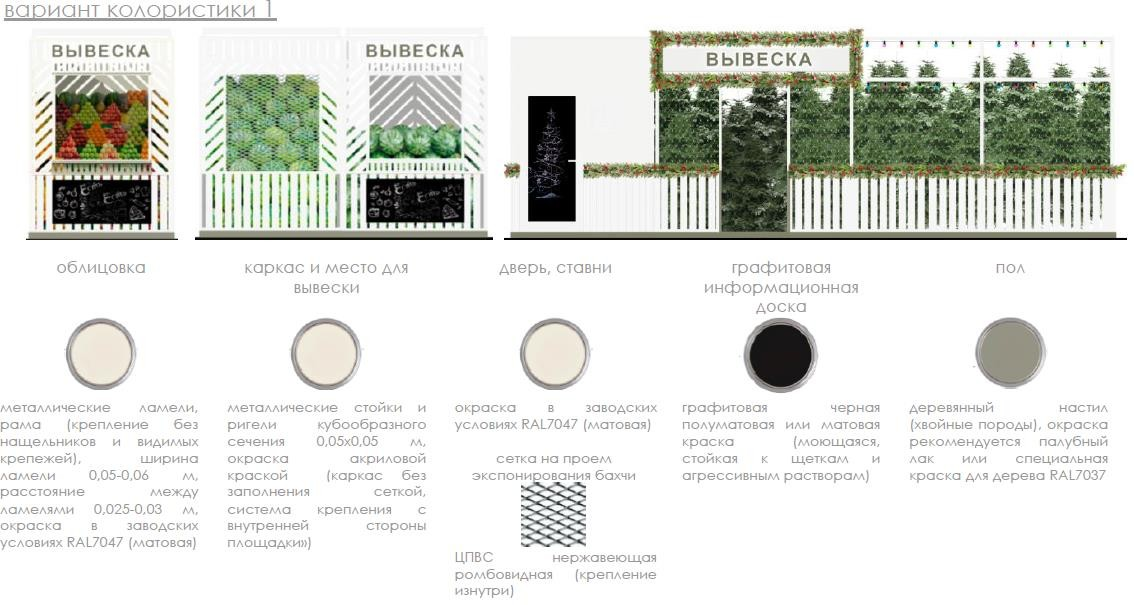 вариант колористики 1
ВЫВЕСКА
ВЫВЕСКА
ВЫВЕСКА
облицовка
каркас и место для
вывески
дверь, ставни
графитовая
информационная
доска
пол
металлические ламели,
рама (крепление без
нащельников и видимых
крепежей), ширина
ламели 0,05-0,06 м,
расстояние между
ламелями 0,025-0,03 м,
окраска в заводских
условиях RAL7047 (матовая)
металлические стойки и
ригели кубообразного
сечения 0,05х0,05 м,
окраска акриловой
краской (каркас без
заполнения сеткой,
система крепления с
внутренней стороны
площадки»)
окраска в заводских
условиях RAL7047 (матовая)
сетка на проем
экспонирования бахчи
ЦПВС нержавеющая
ромбовидная (крепление
изнутри)
графитовая черная
полуматовая или матовая
краска (моющаяся,
стойкая к щеткам и
агрессивным растворам)
деревянный настил
(хвойные породы), окраска
рекомендуется палубный
лак или специальная
краска для дерева RAL7037